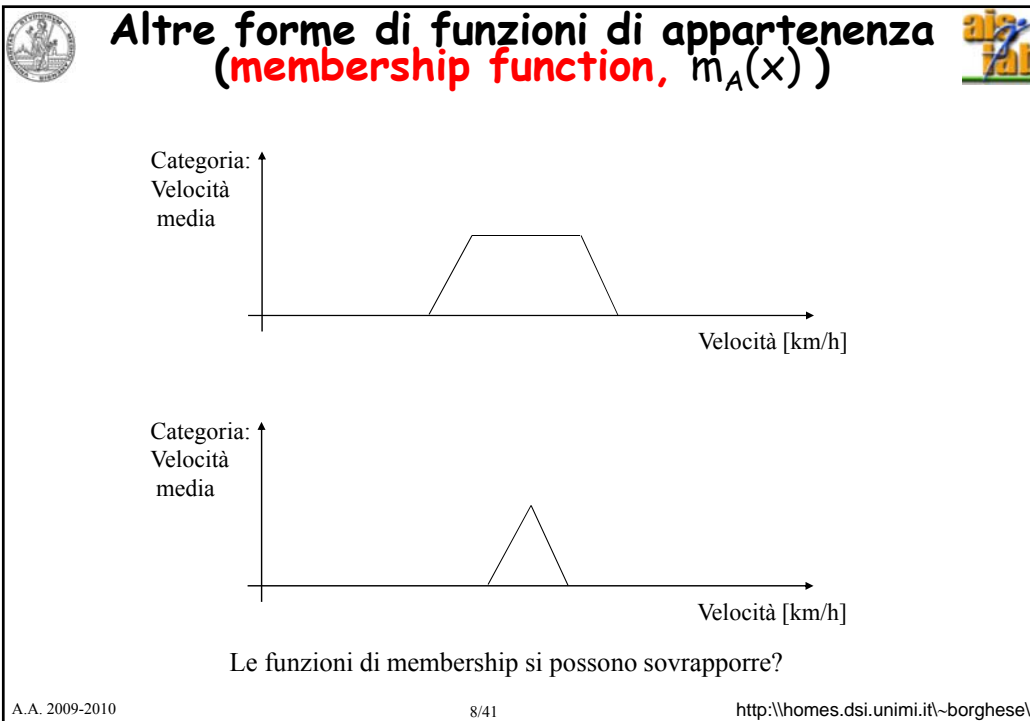 Altre forme di funzioni di appartenenza
(membership function, m_A(x) )
Categoria:
Velocità
media
Velocità [km/h]
Categoria:
Velocità
media
Velocità [km/h]
Le funzioni di membership si possono sovrapporre?
A.A. 2009-2010
8/41
http:\\homes.dsi.unimi.it\~borghese\